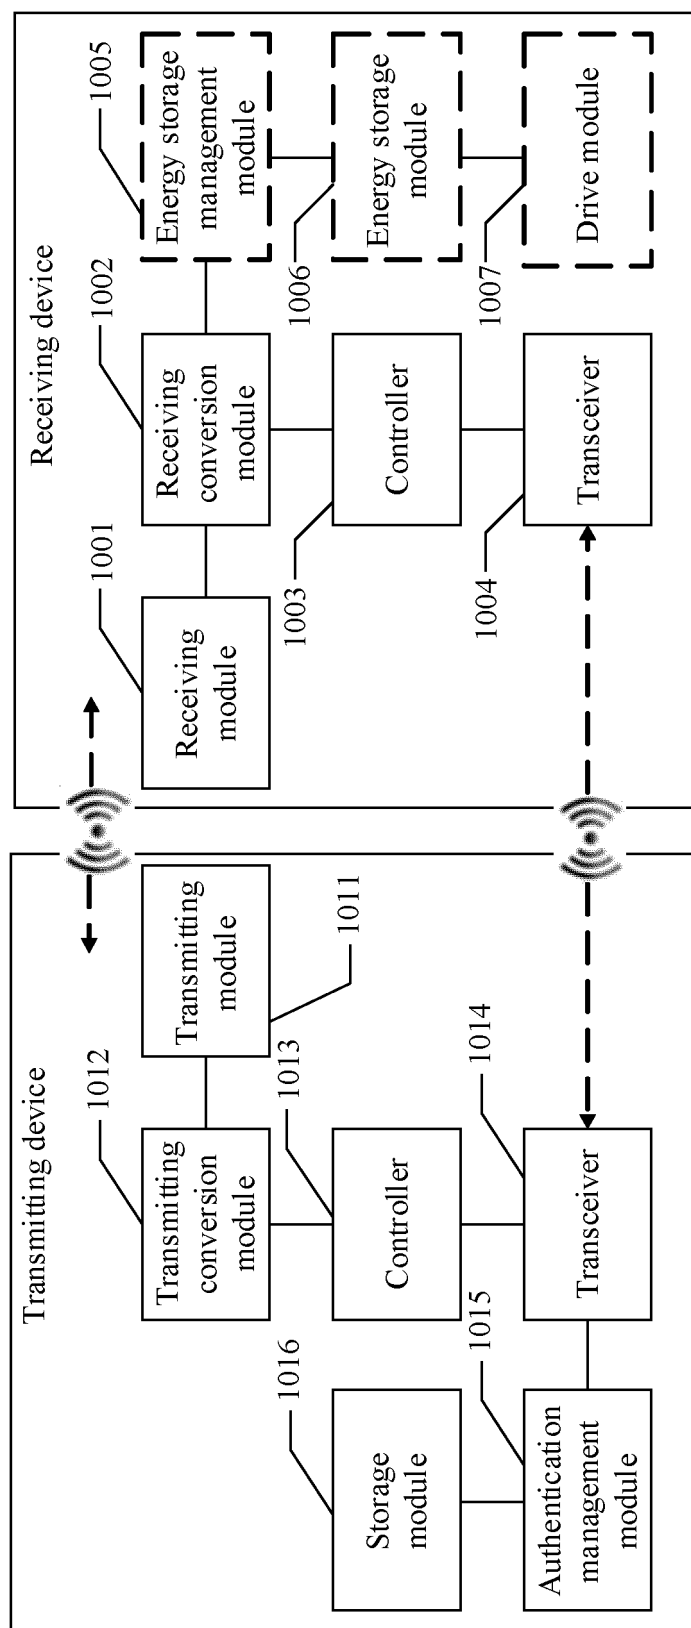 Transmitting device
1012
Transmitting
conversion
module
Transmitting
module
1011
1016
1013
Storage
module
Controller
1015
1014
Authentication
management
module
Transceiver
Receiving device
1001
1002
1005
Receiving
module
Receiving
conversion
module
Energy storage
management
module
1003
1006
Controller
Energy storage
module
1004
1007
Transceiver
Drive module